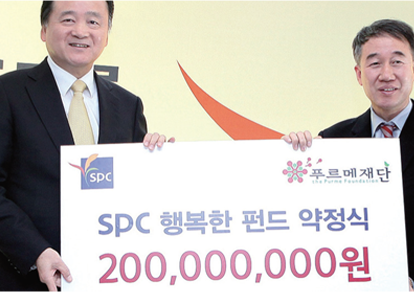 SPC
푸르메재단
The Purme Foundation
SPC 행복한 펀드 약정식
200,000,000원